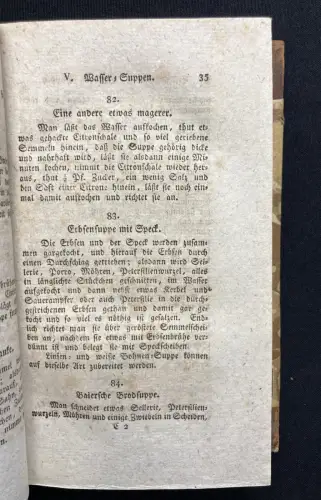 V. Wasser-Suppen. 35
82.
Eine andere etwas magerer.
Man läßt das Wasser aufkochen, thut et-
was gehackte Citronschale und so viel geriebene
Semmeln hinein, daß die Suppe gehörig dicke
und nahrhaft wird, läßt sie alsdann einige Mi-
nuten kochen, nimmt die Citronschale wieder her-
aus, thut ¼ Pf. Zucker, ein wenig Salz und
den Saft einer Citrone hinein, läßt sie noch ein-
mal damit aufkochen und richtet sie an.
83.
Erbsensuppe mit Speck.
Die Erbsen und der Speck werden zusam-
men gargekocht, und hierauf die Erbsen durch
einen Durchschlag getrieben; alsdann wird Sel-
lerie, Porro, Möhren, Petersilienwurzel, alles
in länglichte Stückchen geschnitten, im Wasser
aufgekocht und dann nebst etwas Kerbel und
Sauerampfer oder auch Petersilie in die durch-
gestrichenen Erbsen gethan und damit gar ge-
kocht und so viel es nöthig ist gesalzen. End-
lich richtet man sie über geröstete Semmelschei-
ben an; nachdem sie mit etwas Erbsenbrühe ver-
dünnt ist und belegt sie mit Speckscheiben.
Linsen- und weisse Bohnen-Suppe können
auf dieselbe Art zubereitet werden.
84.
Baiersche Brodsuppe.
Man schneidet etwas Sellerie, Petersilien-
wurzeln, Möhren und einige Zwiebeln in Scheiben,
C 2